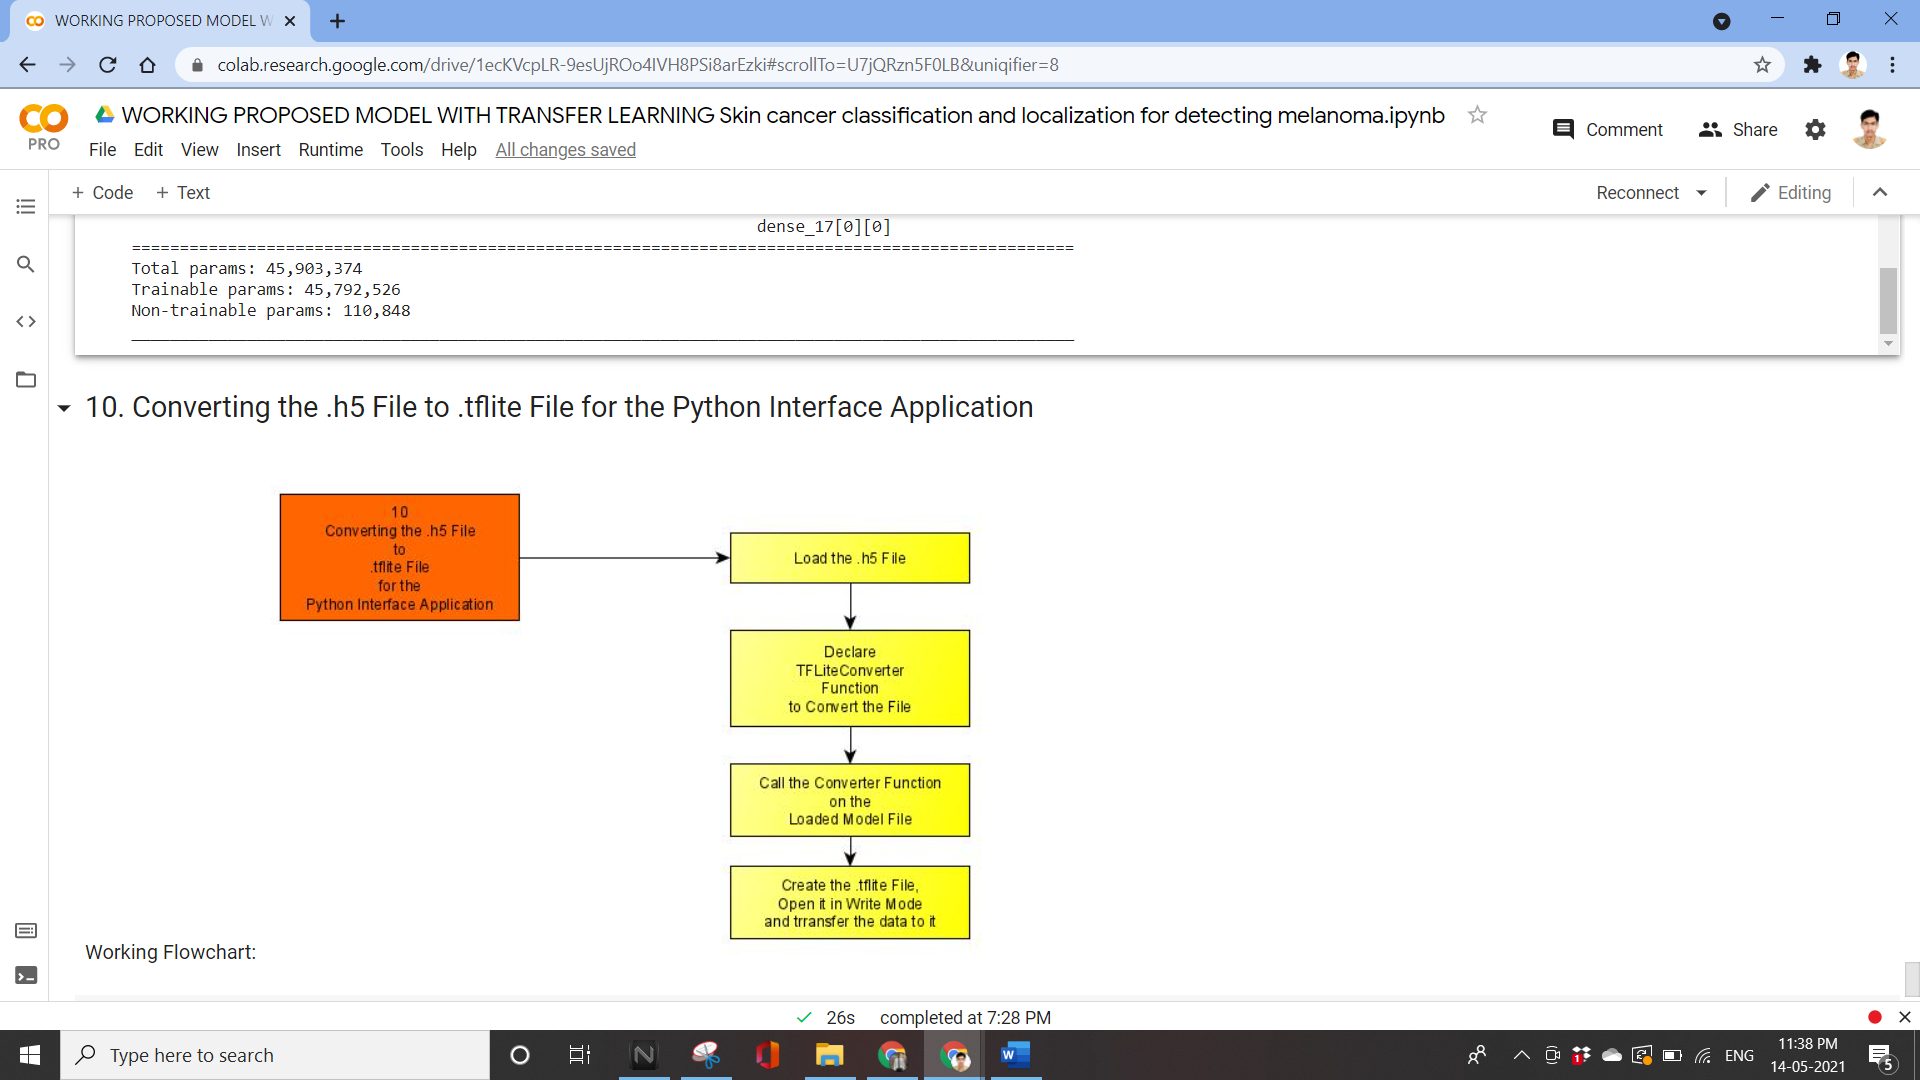 WORKING PROPOSED MODEL W
colab.research.google.com/drive/1ecKVcpLR-9esUjROo4IVH8PSi8arEzki#scrollTo=U7jQRzn5F0LB&uniqifier=8
CO
PRO
WORKING PROPOSED MODEL WITH TRANSFER LEARNING Skin cancer classification and localization for detecting melanoma.ipynb
Comment
Share
File Edit View Insert Runtime Tools Help All changes saved
+ Code + Text
Reconnect
Editing
dense_17[0][0]
==================================================================================================
Total params: 45,903,374
Trainable params: 45,792,526
Non-trainable params: 110,848
__________________________________________________________________________________________________
10. Converting the .h5 File to .tflite File for the Python Interface Application
10
Converting the .h5 File
to
.tflite File
for the
Python Interface Application
Load the .h5 File
Declare
TFLiteConverter
Function
to Convert the File
Call the Converter Function
on the
Loaded Model File
Create the .tflite File,
Open it in Write Mode
and trransfer the data to it
Working Flowchart:
26s completed at 7:28 PM
Type here to search
N
W
1
ENG
11:38 PM
14-05-2021
5